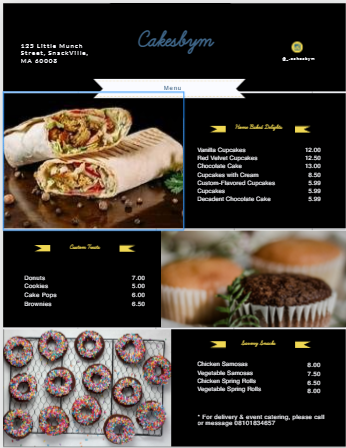 Cakesbym
123 Little Munch
Street, SnackVille,
MA 60008
@_cakesbym
Menu
Home Baked Delights
Vanilla Cupcakes 12.00
Red Velvet Cupcakes 12.50
Chocolate Cake 13.00
Cupcakes with Cream 8.50
Custom-Flavored Cupcakes 5.99
Cupcakes 5.99
Decadent Chocolate Cake 5.99
Custom Treats
Donuts 7.00
Cookies 5.00
Cake Pops 6.00
Brownies 6.50
Savory Snacks
Chicken Samosas 8.00
Vegetable Samosas 7.50
Chicken Spring Rolls 6.50
Vegetable Spring Rolls 8.00
* For delivery & event catering, please call
or message 08101834657